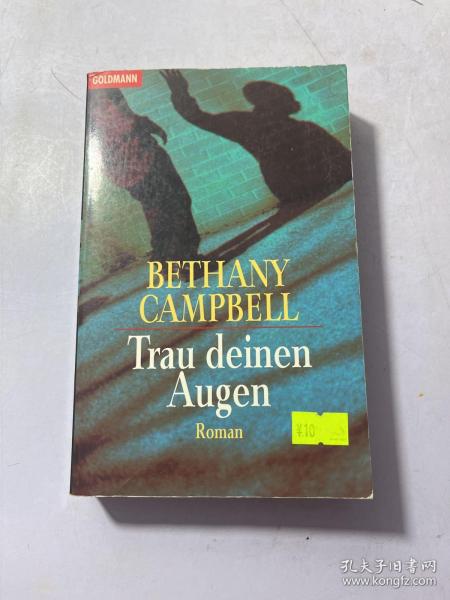 GOLDMANN
BETHANY
CAMPBELL
Trau deinen
Augen
Roman
¥10
孔夫子旧书网
www.kongfz.com